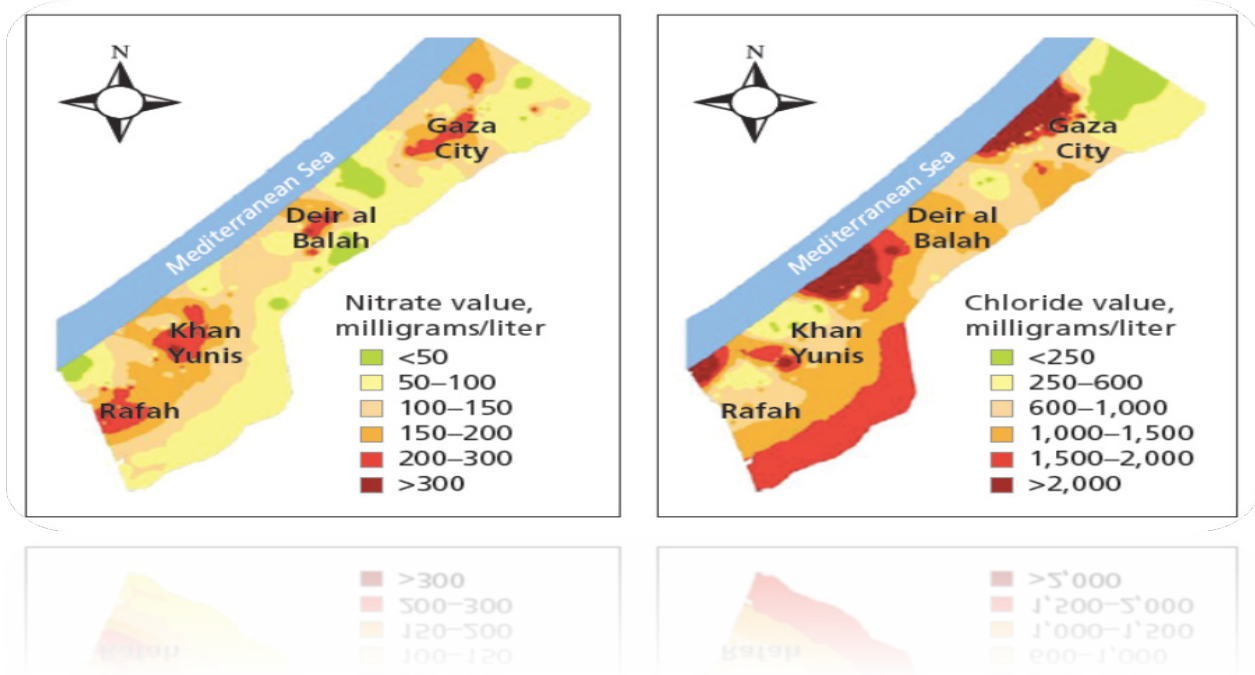 N
Gaza
City
Mediterranean Sea
Deir al
Balah
Khan
Yunis
Rafah
Nitrate value,
milligrams/liter
<50
50–100
100–150
150–200
200–300
>300
N
Gaza
City
Mediterranean Sea
Deir al
Balah
Khan
Yunis
Rafah
Chloride value,
milligrams/liter
<250
250–600
600–1,000
1,000–1,500
1,500–2,000
>2,000